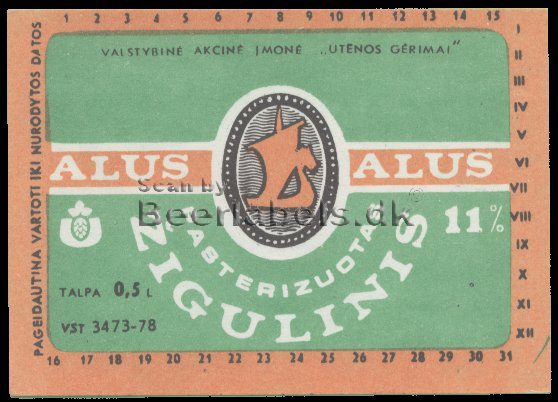 1 2 3 4 5 6 7 8 9 10 11 12 13 14 15
I
II
III
IV
V
VI
VII
VIII
IX
X
XI
XII
PAGEIDAUTINA VARTOTI IKI NURODYTOS DATOS
VALSTYBINĖ AKCINĖ ĮMONĖ „UTENOS GĖRIMAI"
ALUS ALUS
Scan by
Beerlabels.dk
PASTERIZUOTAS
ŽIGULINIS
11%
TALPA 0,5 L
VST 3473-78
16 17 18 19 20 21 22 23 24 25 26 27 28 29 30 31